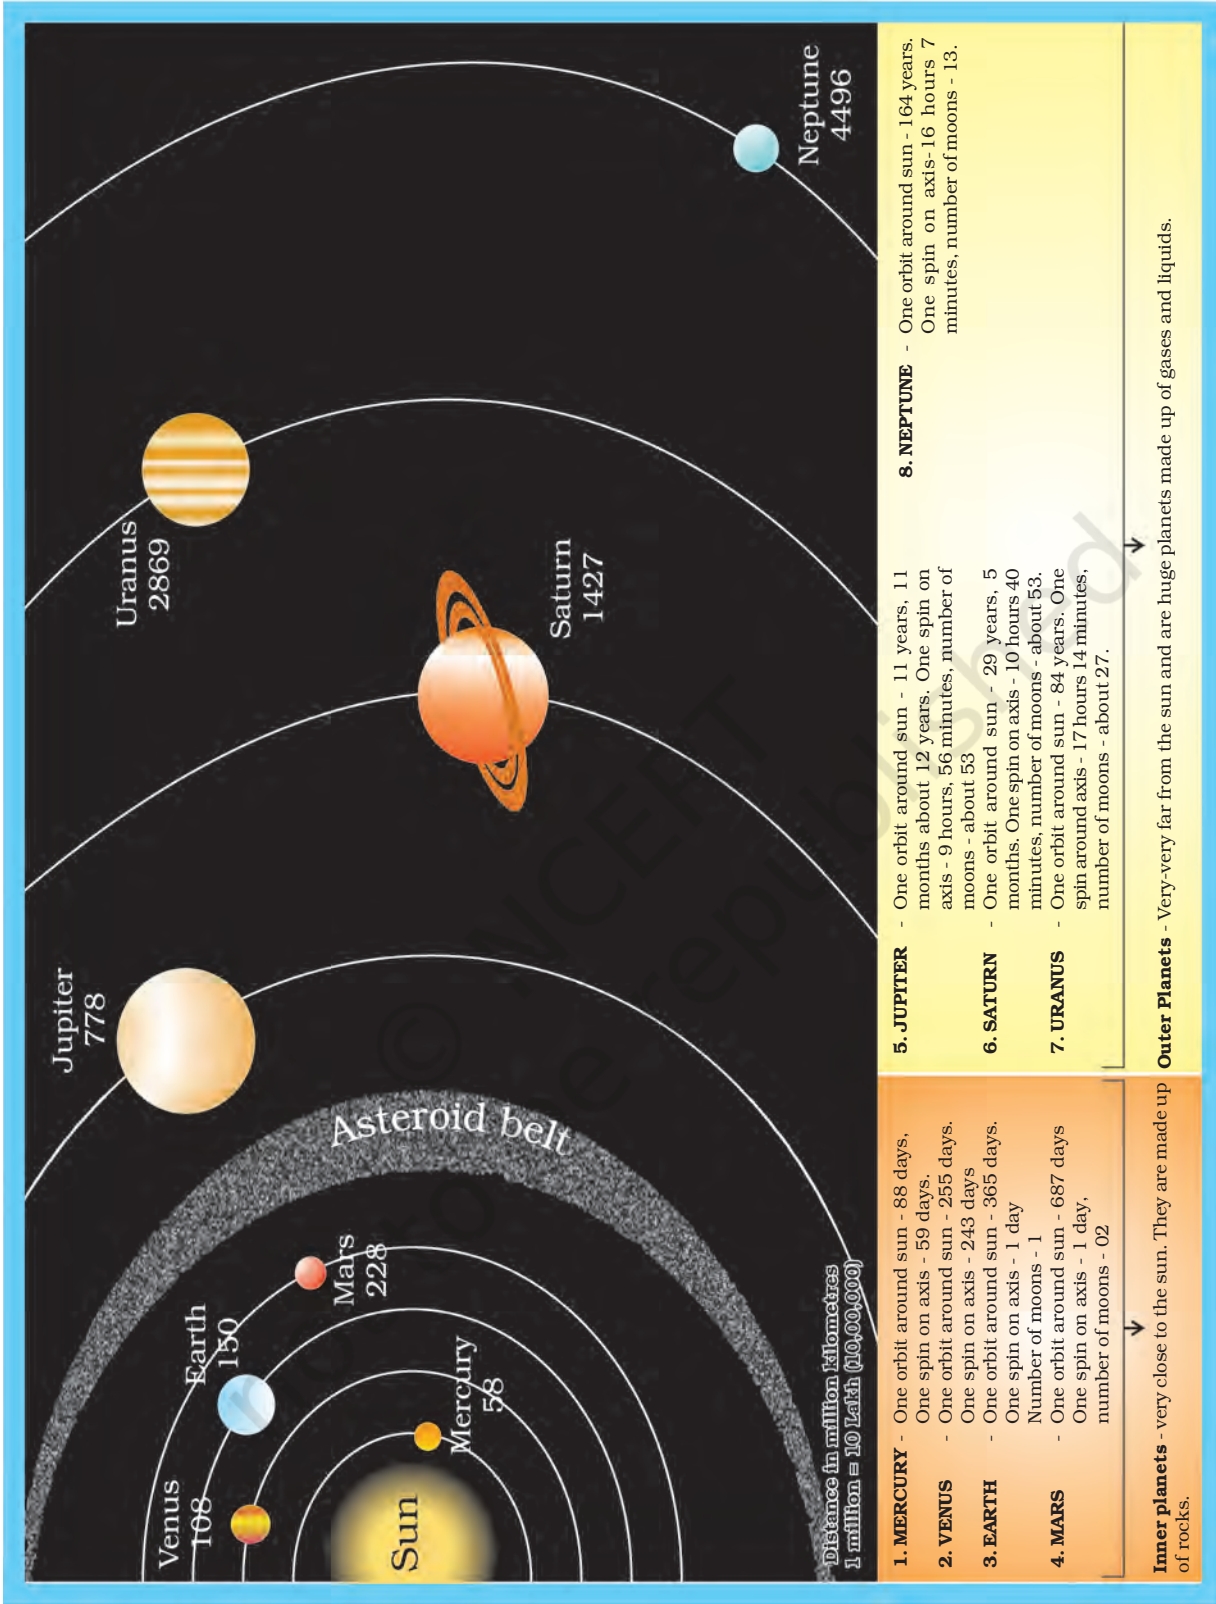 Sun
Mercury
58
Venus
108
Earth
150
Mars
228
Asteroid belt
Jupiter
778
Saturn
1427
Uranus
2869
Neptune
4496
Distance in million kilometres
1 million = 10 Lakh (10,00,000)
1. MERCURY - One orbit around sun - 88 days,
One spin on axis - 59 days.
2. VENUS - One orbit around sun - 255 days.
One spin on axis - 243 days
3. EARTH - One orbit around sun - 365 days.
One spin on axis - 1 day
Number of moons - 1
4. MARS - One orbit around sun - 687 days
One spin on axis - 1 day,
number of moons - 02
Inner planets - very close to the sun. They are made up
of rocks.
5. JUPITER - One orbit around sun - 11 years, 11
months about 12 years. One spin on
axis - 9 hours, 56 minutes, number of
moons - about 53
6. SATURN - One orbit around sun - 29 years, 5
months. One spin on axis - 10 hours 40
minutes, number of moons - about 53.
7. URANUS - One orbit around sun - 84 years. One
spin around axis - 17 hours 14 minutes,
number of moons - about 27.
8. NEPTUNE - One orbit around sun - 164 years.
One spin on axis-16 hours 7
minutes, number of moons - 13.
Outer Planets - Very-very far from the sun and are huge planets made up of gases and liquids.
© NCERT
not to be republished